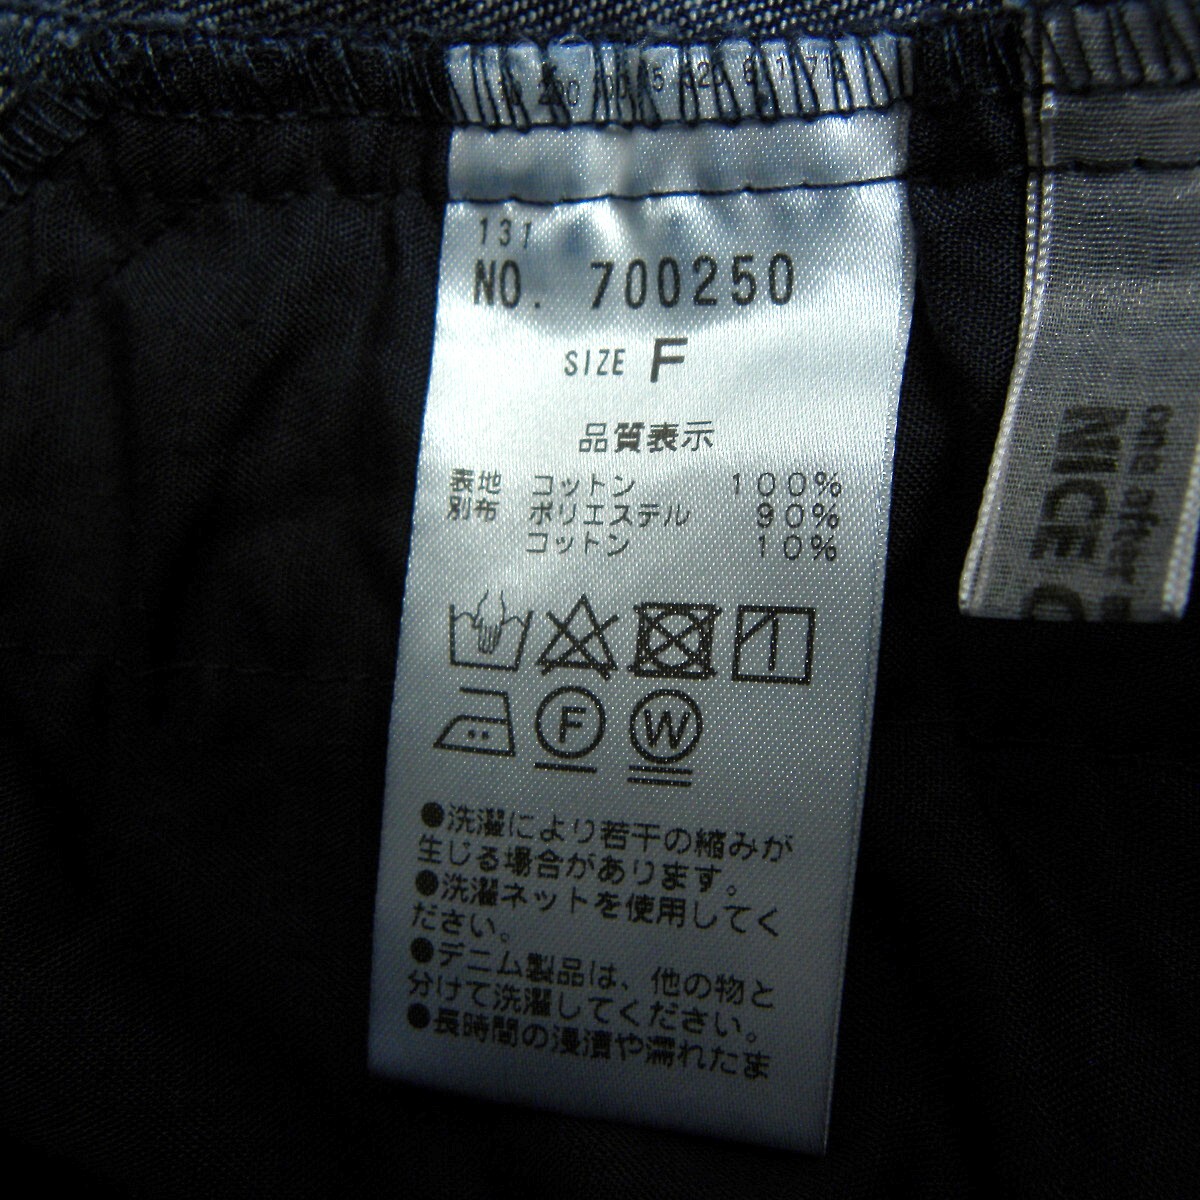 131
NO. 700250
SIZE F
品質表示
表地 コットン 100%
別布 ポリエステル 90%
コットン 10%
F W
●洗濯により若干の縮みが
生じる場合があります。
●洗濯ネットを使用してく
ださい。
●デニム製品は、他の物と
分けて洗濯してください。
●長時間の浸漬や濡れたま
one after
NICE